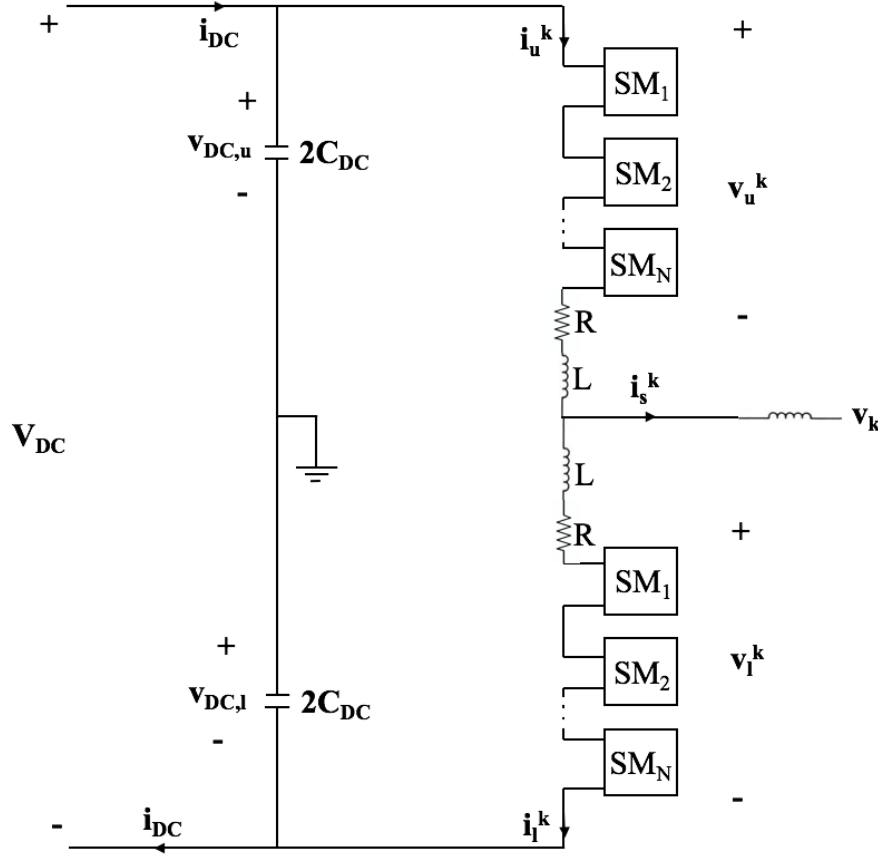 + i_DC i_u^k +
SM_1
+
v_DC,u 2C_DC
SM_2
-
v_u^k
SM_N
-
R
L
i_s^k
v_k
V_DC
L
R
+
SM_1
+
v_l^k
SM_2
v_DC,l 2C_DC
-
SM_N
-
- i_DC i_l^k